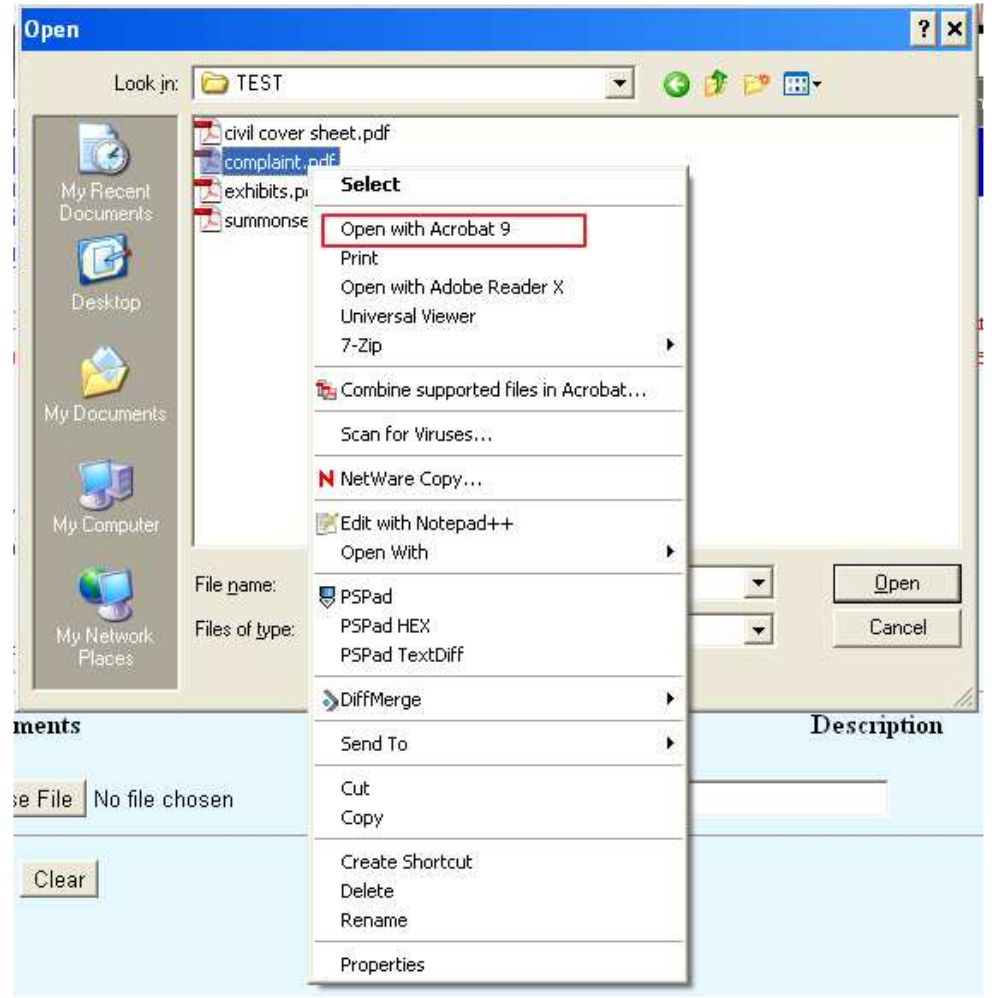 Open
Look in: TEST
My Recent
Documents
Desktop
My Documents
My Computer
My Network
Places
civil cover sheet.pdf
complaint.pdf
exhibits.p
summonse
Select
Open with Acrobat 9
Print
Open with Adobe Reader X
Universal Viewer
7-Zip
Combine supported files in Acrobat...
Scan for Viruses...
NetWare Copy...
Edit with Notepad++
Open With
PSPad
PSPad HEX
PSPad TextDiff
DiffMerge
Send To
Cut
Copy
Create Shortcut
Delete
Rename
Properties
File name:
Open
Files of type:
Cancel
ments Description
se File No file chosen
Clear